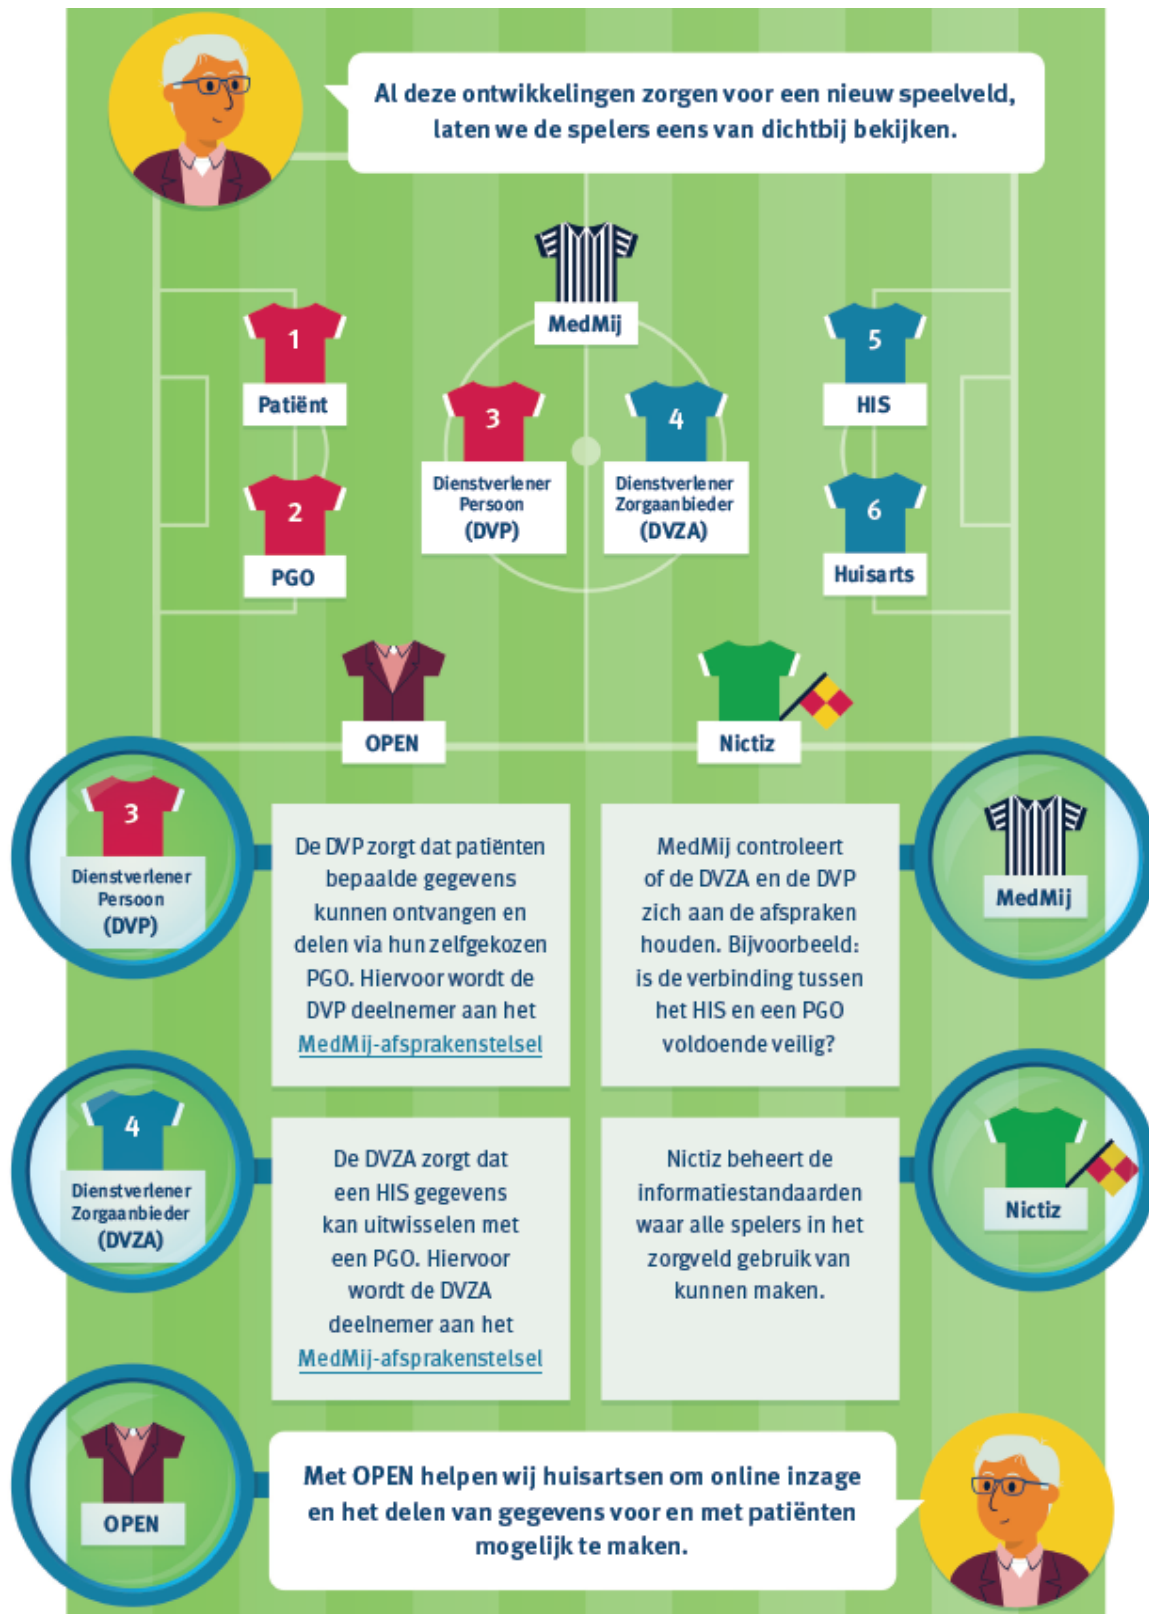 Al deze ontwikkelingen zorgen voor een nieuw speelveld,
laten we de spelers eens van dichtbij bekijken.
MedMij
1
Patiënt
2
PGO
3
Dienstverlener
Persoon
(DVP)
4
Dienstverlener
Zorgaanbieder
(DVZA)
5
HIS
6
Huisarts
OPEN
Nictiz
3
Dienstverlener
Persoon
(DVP)
De DVP zorgt dat patiënten
bepaalde gegevens
kunnen ontvangen en
delen via hun zelfgekozen
PGO. Hiervoor wordt de
DVP deelnemer aan het
MedMij-afsprakenstelsel
MedMij controleert
of de DVZA en de DVP
zich aan de afspraken
houden. Bijvoorbeeld:
is de verbinding tussen
het HIS en een PGO
voldoende veilig?
MedMij
4
Dienstverlener
Zorgaanbieder
(DVZA)
De DVZA zorgt dat
een HIS gegevens
kan uitwisselen met
een PGO. Hiervoor
wordt de DVZA
deelnemer aan het
MedMij-afsprakenstelsel
Nictiz beheert de
informatiestandaarden
waar alle spelers in het
zorgveld gebruik van
kunnen maken.
Nictiz
OPEN
Met OPEN helpen wij huisartsen om online inzage
en het delen van gegevens voor en met patiënten
mogelijk te maken.